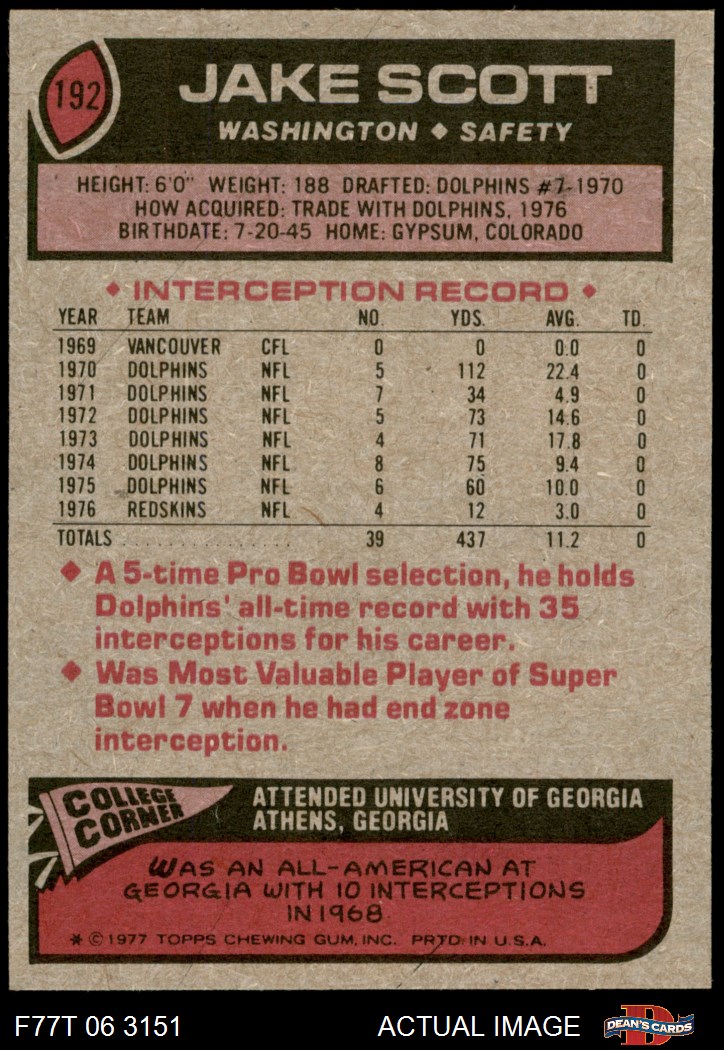 192
JAKE SCOTT
WASHINGTON ◆ SAFETY
HEIGHT: 6'0" WEIGHT: 188 DRAFTED: DOLPHINS #7-1970
HOW ACQUIRED: TRADE WITH DOLPHINS, 1976
BIRTHDATE: 7-20-45 HOME: GYPSUM, COLORADO
◆ INTERCEPTION RECORD ◆
YEAR TEAM NO. YDS. AVG. TD.
1969 VANCOUVER CFL 0 0 0.0 0
1970 DOLPHINS NFL 5 112 22.4 0
1971 DOLPHINS NFL 7 34 4.9 0
1972 DOLPHINS NFL 5 73 14.6 0
1973 DOLPHINS NFL 4 71 17.8 0
1974 DOLPHINS NFL 8 75 9.4 0
1975 DOLPHINS NFL 6 60 10.0 0
1976 REDSKINS NFL 4 12 3.0 0
TOTALS . . . . . . . . . . . . . . . . . 39 437 11.2 0
◆ A 5-time Pro Bowl selection, he holds
Dolphins' all-time record with 35
interceptions for his career.
◆ Was Most Valuable Player of Super
Bowl 7 when he had end zone
interception.
COLLEGE
CORNER
ATTENDED UNIVERSITY OF GEORGIA
ATHENS, GEORGIA
WAS AN ALL-AMERICAN AT
GEORGIA WITH 10 INTERCEPTIONS
IN 1968.
* © 1977 TOPPS CHEWING GUM, INC. PRTD. IN U.S.A.
F77T 06 3151
ACTUAL IMAGE
D
DEAN'S CARDS